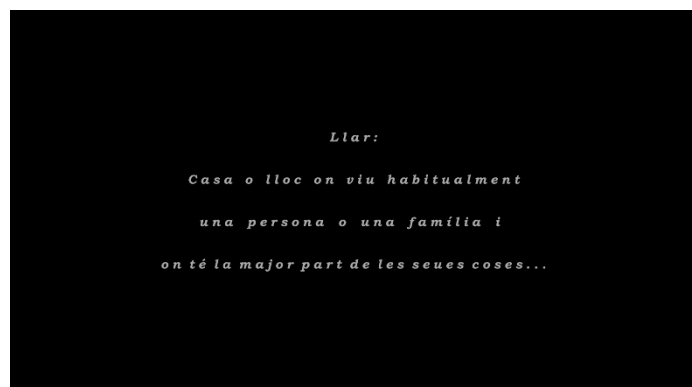 Llar:
Casa o lloc on viu habitualment
una persona o una família i
on té la major part de les seues coses...